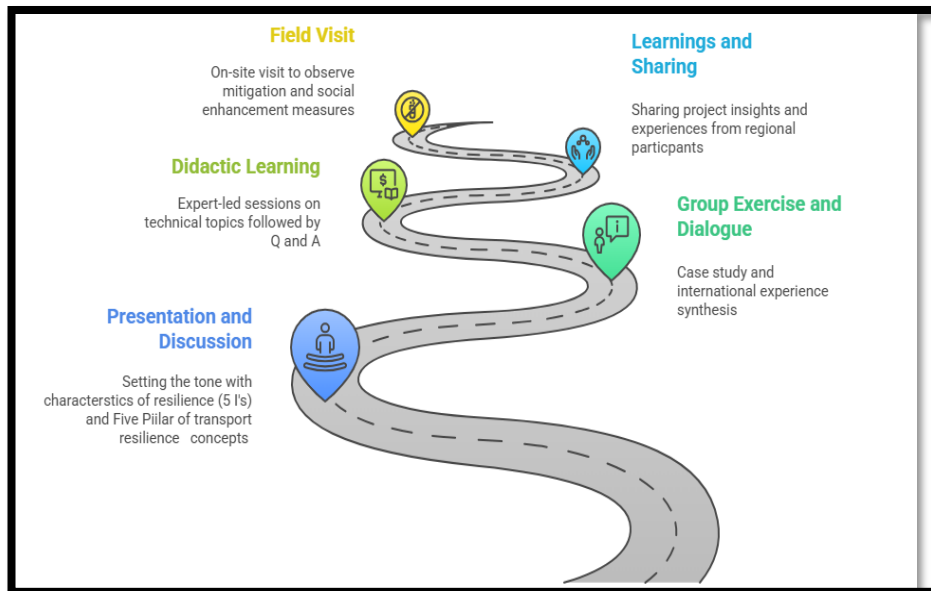 Field Visit
On-site visit to observe
mitigation and social
enhancement measures
Learnings and
Sharing
Sharing project insights and
experiences from regional
particpants
Didactic Learning
Expert-led sessions on
technical topics followed by
Q and A
Group Exercise and
Dialogue
Case study and
international experience
synthesis
Presentation and
Discussion
Setting the tone with
characterstics of resilience (5 I's)
and Five Piilar of transport
resilience concepts
$
i